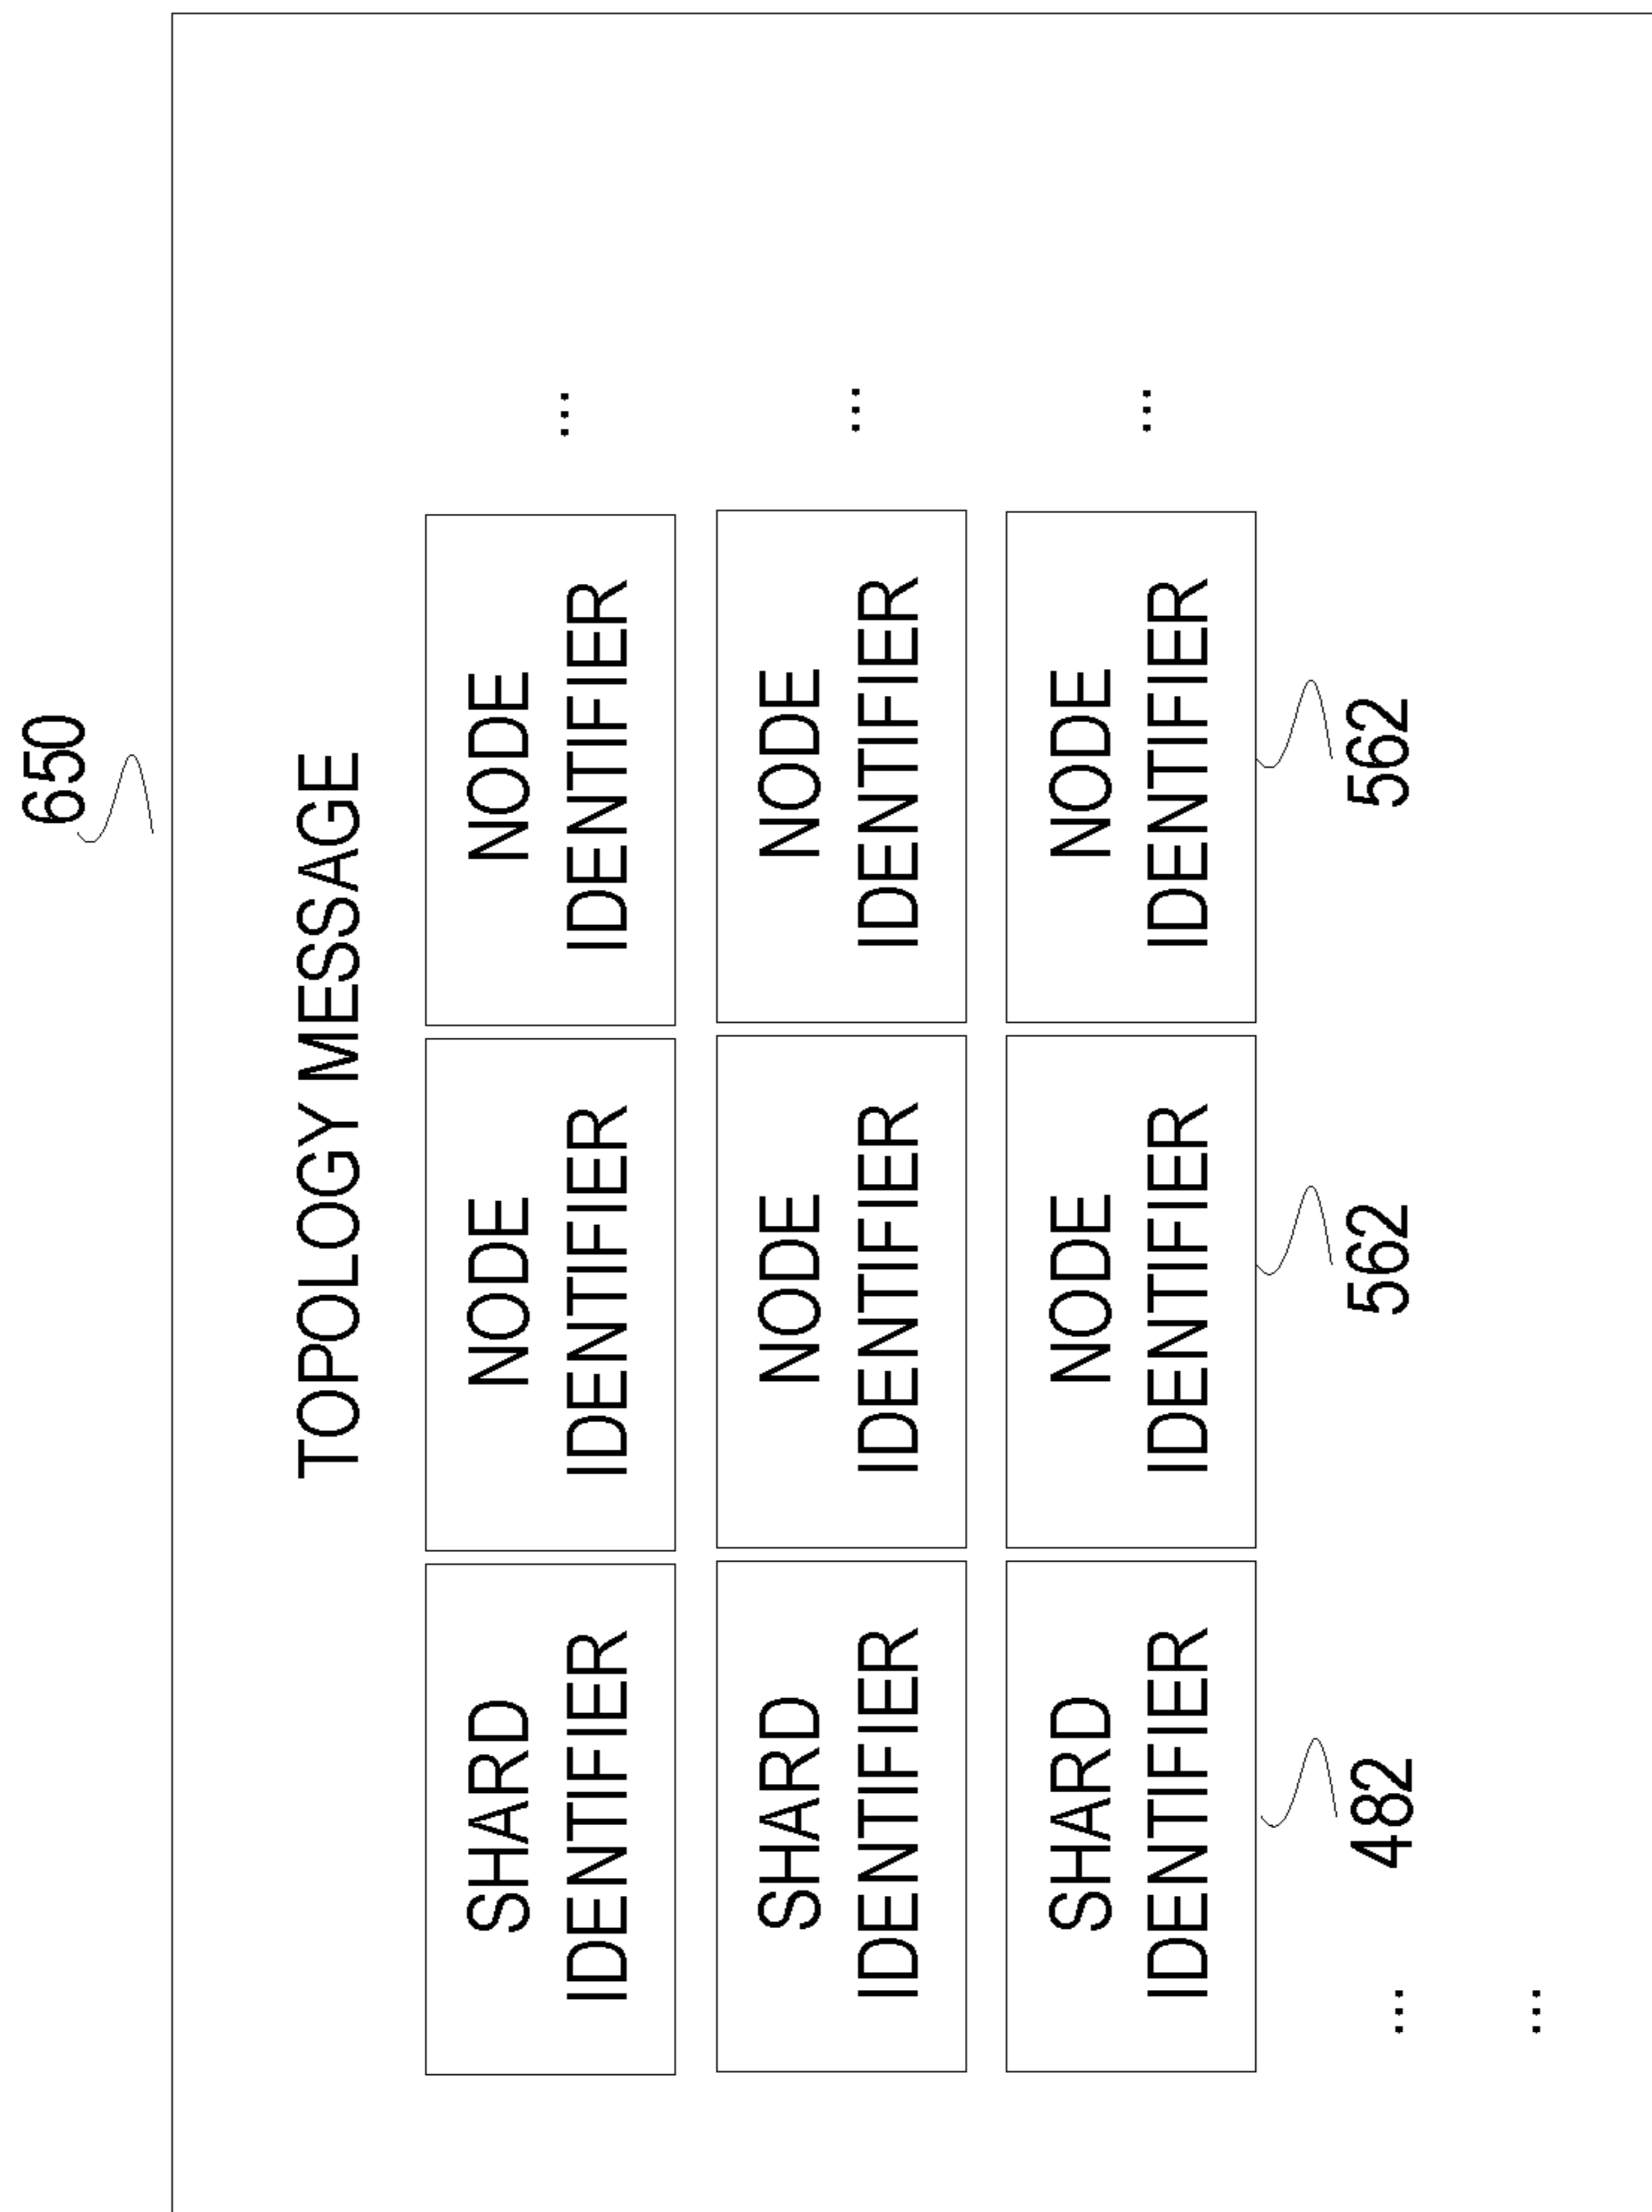 650
TOPOLOGY MESSAGE
SHARD
IDENTIFIER
NODE
IDENTIFIER
NODE
IDENTIFIER
...
SHARD
IDENTIFIER
NODE
IDENTIFIER
NODE
IDENTIFIER
...
SHARD
IDENTIFIER
NODE
IDENTIFIER
NODE
IDENTIFIER
...
482
562
562
...
...